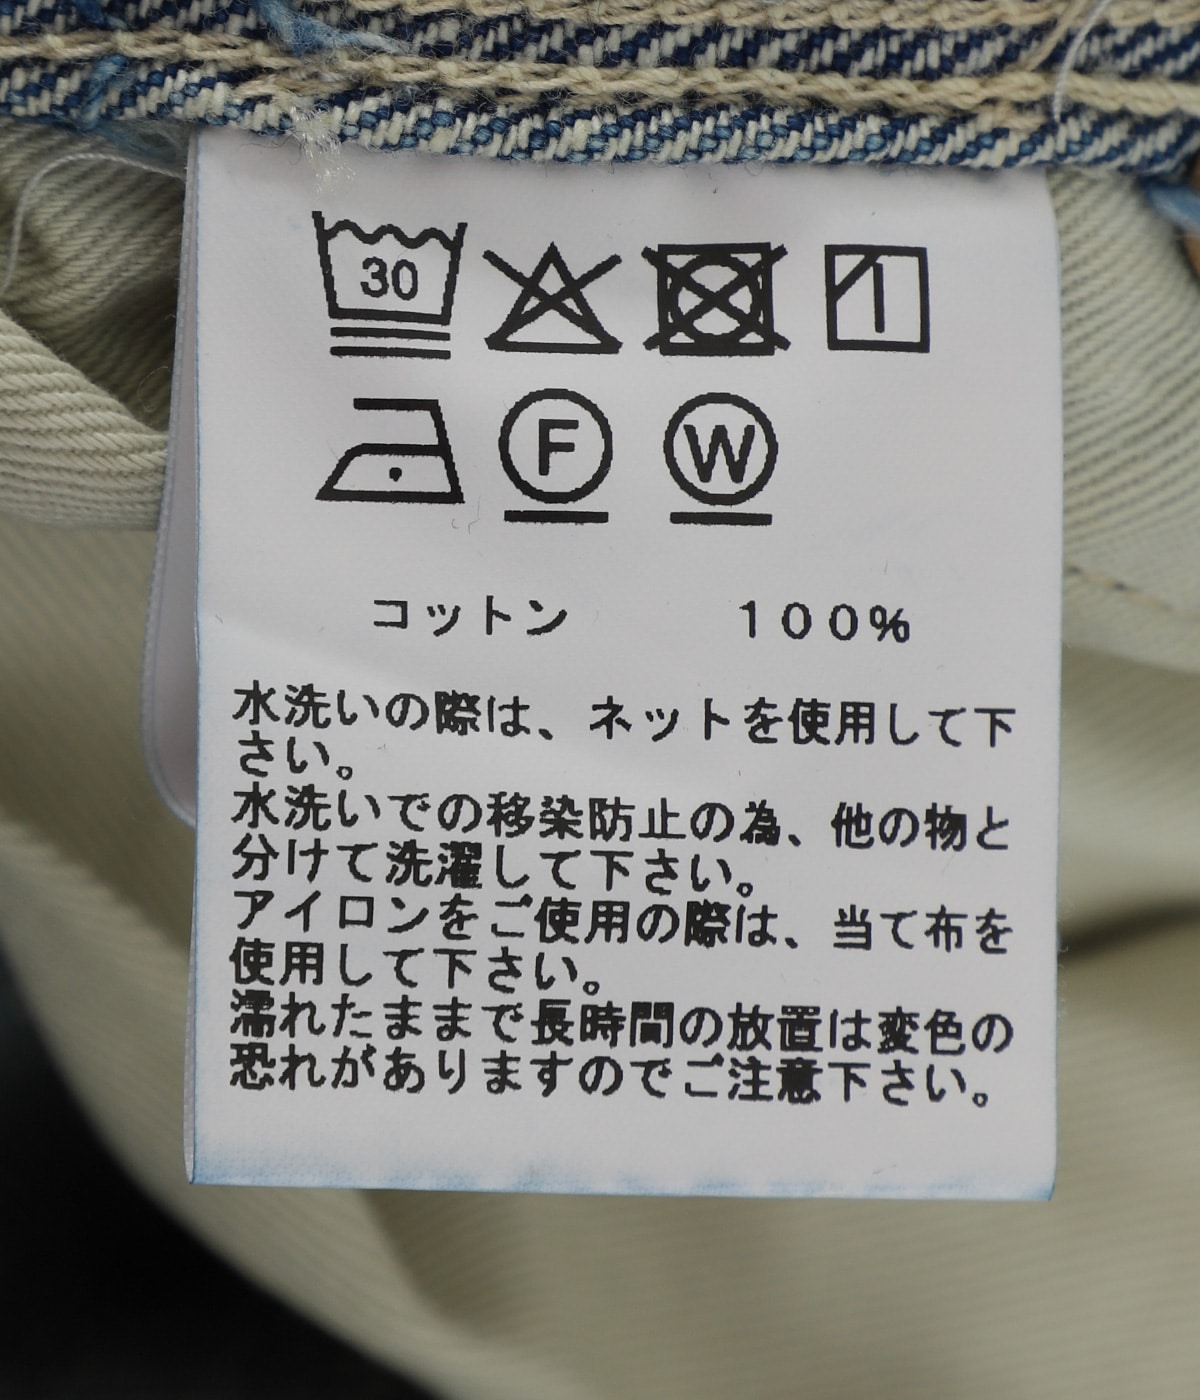 30
F W
コットン 100%
水洗いの際は、ネットを使用して下
さい。
水洗いでの移染防止の為、他の物と
分けて洗濯して下さい。
アイロンをご使用の際は、当て布を
使用して下さい。
濡れたままで長時間の放置は変色の
恐れがありますのでご注意下さい。